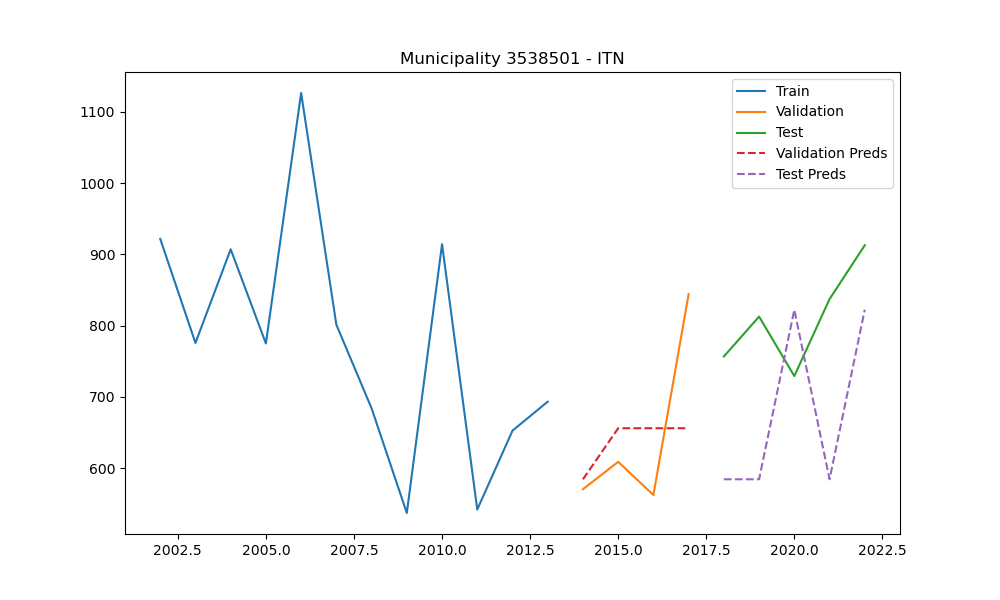 Municipality 3538501 - ITN
Train
Validation
Test
Validation Preds
Test Preds
1100
1000
900
800
700
600
2002.5 2005.0 2007.5 2010.0 2012.5 2015.0 2017.5 2020.0 2022.5